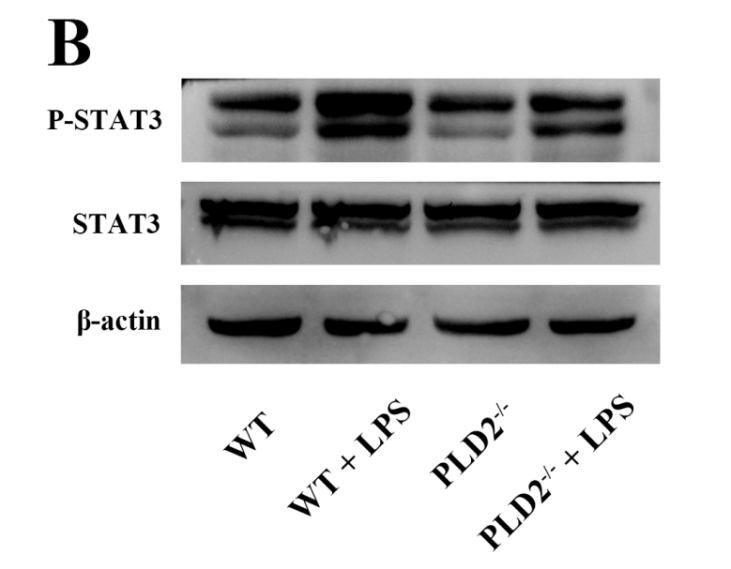 B
P-STAT3
STAT3
β-actin
WT
WT + LPS
PLD2⁻/⁻
PLD2⁻/⁻ + LPS